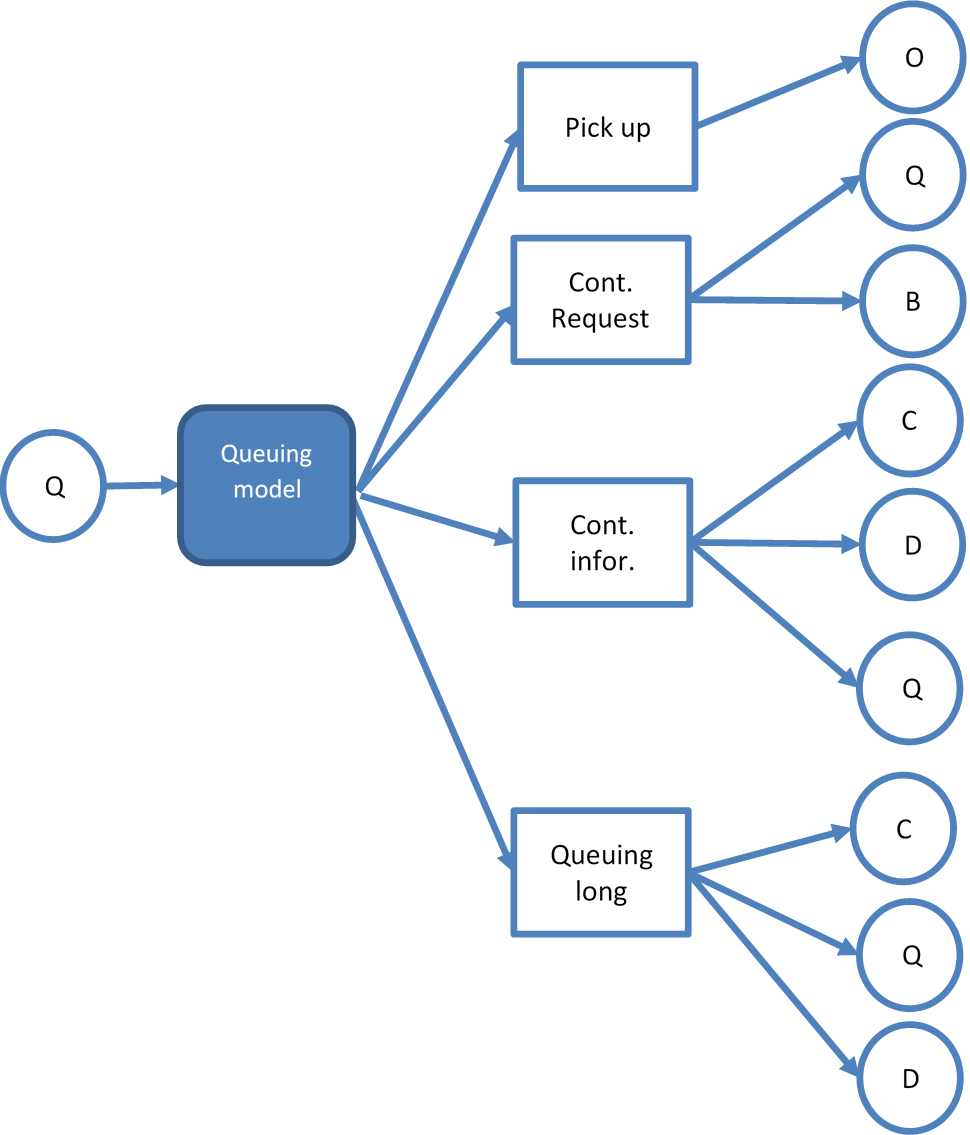 O
Pick up
Q
Cont.
Request
B
C
Q
Queuing
model
Cont.
infor.
D
Q
C
Queuing
long
Q
D